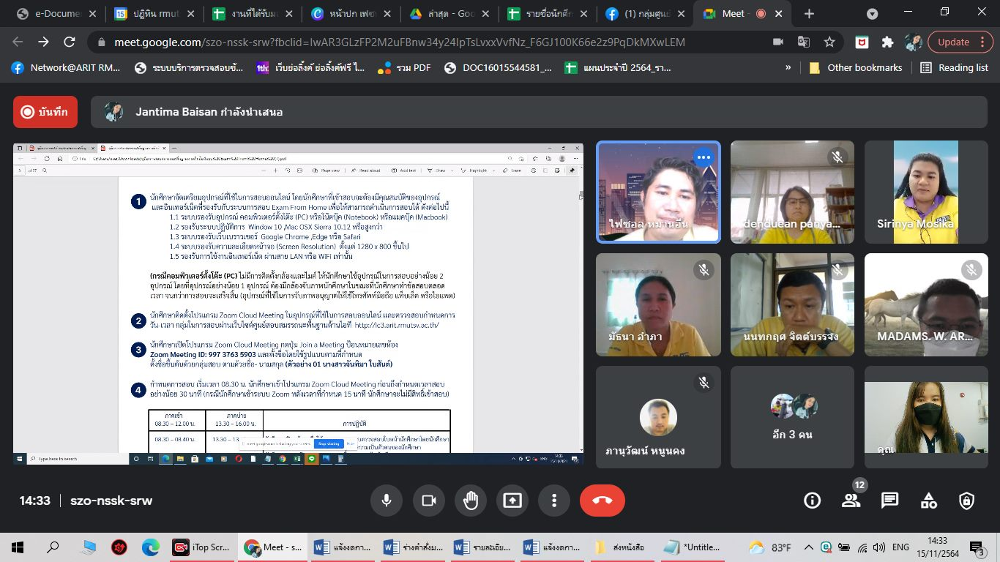 e-Docume
ปฏิทิน rmut
งานที่ได้รับม
หน้าปก เฟซ
ล่าสุด - Goo
รายชื่อนักศึก
(1) กลุ่มศูนย์
Meet -
meet.google.com/szo-nssk-srw?fbclid=IwAR3GLzFP2M2uFBnw34y24IpTsLvxxVvfNz_F6GJ100K66e2z9PqDkMXwLEM
Update
Network@ARIT RM...
ระบบบริการตรวจสอบซ้...
เว็บย่อลิ้งค์ ย่อลิ้งค์ฟรี ไ...
รวม PDF
DOC16015544581_...
แผนประจำปี 2564_รา...
»
Other bookmarks
Reading list
บันทึก
Jantima Baisan กำลังนำเสนอ
of 27
Page view
Read aloud
Add text
Draw
Highlight
Erase
1 นักศึกษาจัดเตรียมอุปกรณ์ที่ใช้ในการสอบออนไลน์ โดยนักศึกษาที่เข้าสอบจะต้องมีคุณสมบัติของอุปกรณ์
และอินเทอร์เน็ตที่รองรับกับระบบการสอบ Exam From Home เพื่อให้สามารถดำเนินการสอบได้ ดังต่อไปนี้
1.1 ระบบรองรับอุปกรณ์ คอมพิวเตอร์ตั้งโต๊ะ (PC) หรือโน๊ตบุ๊ค (Notebook) หรือแมคบุ๊ค (Macbook)
1.2 รองรับระบบปฏิบัติการ Window 10 ,Mac OSX Sierra 10.12 หรือสูงกว่า
1.3 ระบบรองรับเว็บเบราวเซอร์ Google Chrome ,Edge หรือ Safari
1.4 ระบบรองรับความละเอียดหน้าจอ (Screen Resolution) ตั้งแต่ 1280 x 800 ขึ้นไป
1.5 รองรับการใช้งานอินเทอร์เน็ต ผ่านสาย LAN หรือ WiFi เท่านั้น
(กรณีคอมพิวเตอร์ตั้งโต๊ะ (PC) ไม่มีการติดตั้งกล้องและไมค์ ให้นักศึกษาใช้อุปกรณ์ในการสอบอย่างน้อย 2
อุปกรณ์ โดยที่อุปกรณ์อย่างน้อย 1 อุปกรณ์ ต้องมีกล้องจับภาพนักศึกษาในขณะที่นักศึกษาทำข้อสอบตลอด
เวลา จนกว่าการสอบจะเสร็จสิ้น (อุปกรณ์ที่ใช้ในการจับภาพอนุญาตให้ใช้โทรศัพท์มือถือ แท็บเล็ต หรือไอแพด)
2 นักศึกษาติดตั้งโปรแกรม Zoom Cloud Meeting ในอุปกรณ์ที่ใช้ในการสอบออนไลน์ และตรวจสอบกำหนดการ
วัน-เวลา กลุ่มในการสอบผ่านเว็บไซต์ศูนย์สอบสมรรถนะพื้นฐานด้านไอที http://ic3.arit.rmutsv.ac.th/
3 นักศึกษาเปิดโปรแกรม Zoom Cloud Meeting กดปุ่ม Join a Meeting ป้อนหมายเลขห้อง
Zoom Meeting ID: 997 3763 5903 และตั้งชื่อโดยใช้รูปแบบตามที่กำหนด
ตั้งชื่อขึ้นต้นด้วยกลุ่มสอบ ตามด้วยชื่อ- นามสกุล (ตัวอย่าง 01 นางสาวจันทิมา ใบสันต์)
4 กำหนดการสอบ เริ่มเวลา 08.30 น. นักศึกษาเข้าโปรแกรม Zoom Cloud Meeting ก่อนถึงกำหนดเวลาสอบ
อย่างน้อย 30 นาที (กรณีนักศึกษาเข้าระบบ Zoom หลังเวลาที่กำหนด 15 นาที นักศึกษาจะไม่มีสิทธิ์เข้าสอบ)
ภาคเช้า
08.30 – 12.00 น.
ภาคบ่าย
13.30 – 16.00 น.
การปฏิบัติ
08.30 – 08.40 น.
meet.google.com is sharing your screen.
Stop sharing
Hide
Type here to search
ENG
14:33
15/11/2021
ไฟซอล หมานอีน
denduean panya...
Sirinya Mosika
มัธนา อำภา
นนทกฤศ จิตต์บรรจง
MADAMS. W. AR...
ภานุวัฒน์ หนูนคง
อีก 3 คน
คุณ
14:33 | szo-nssk-srw
12
iTop Scr...
Meet - s...
แจ้งงดกา...
ร่างคำสั่งม...
รายละเอีย...
แจ้งงดกา...
ส่งหนังสือ
*Untitle...
83°F
ENG
14:33
15/11/2564
3